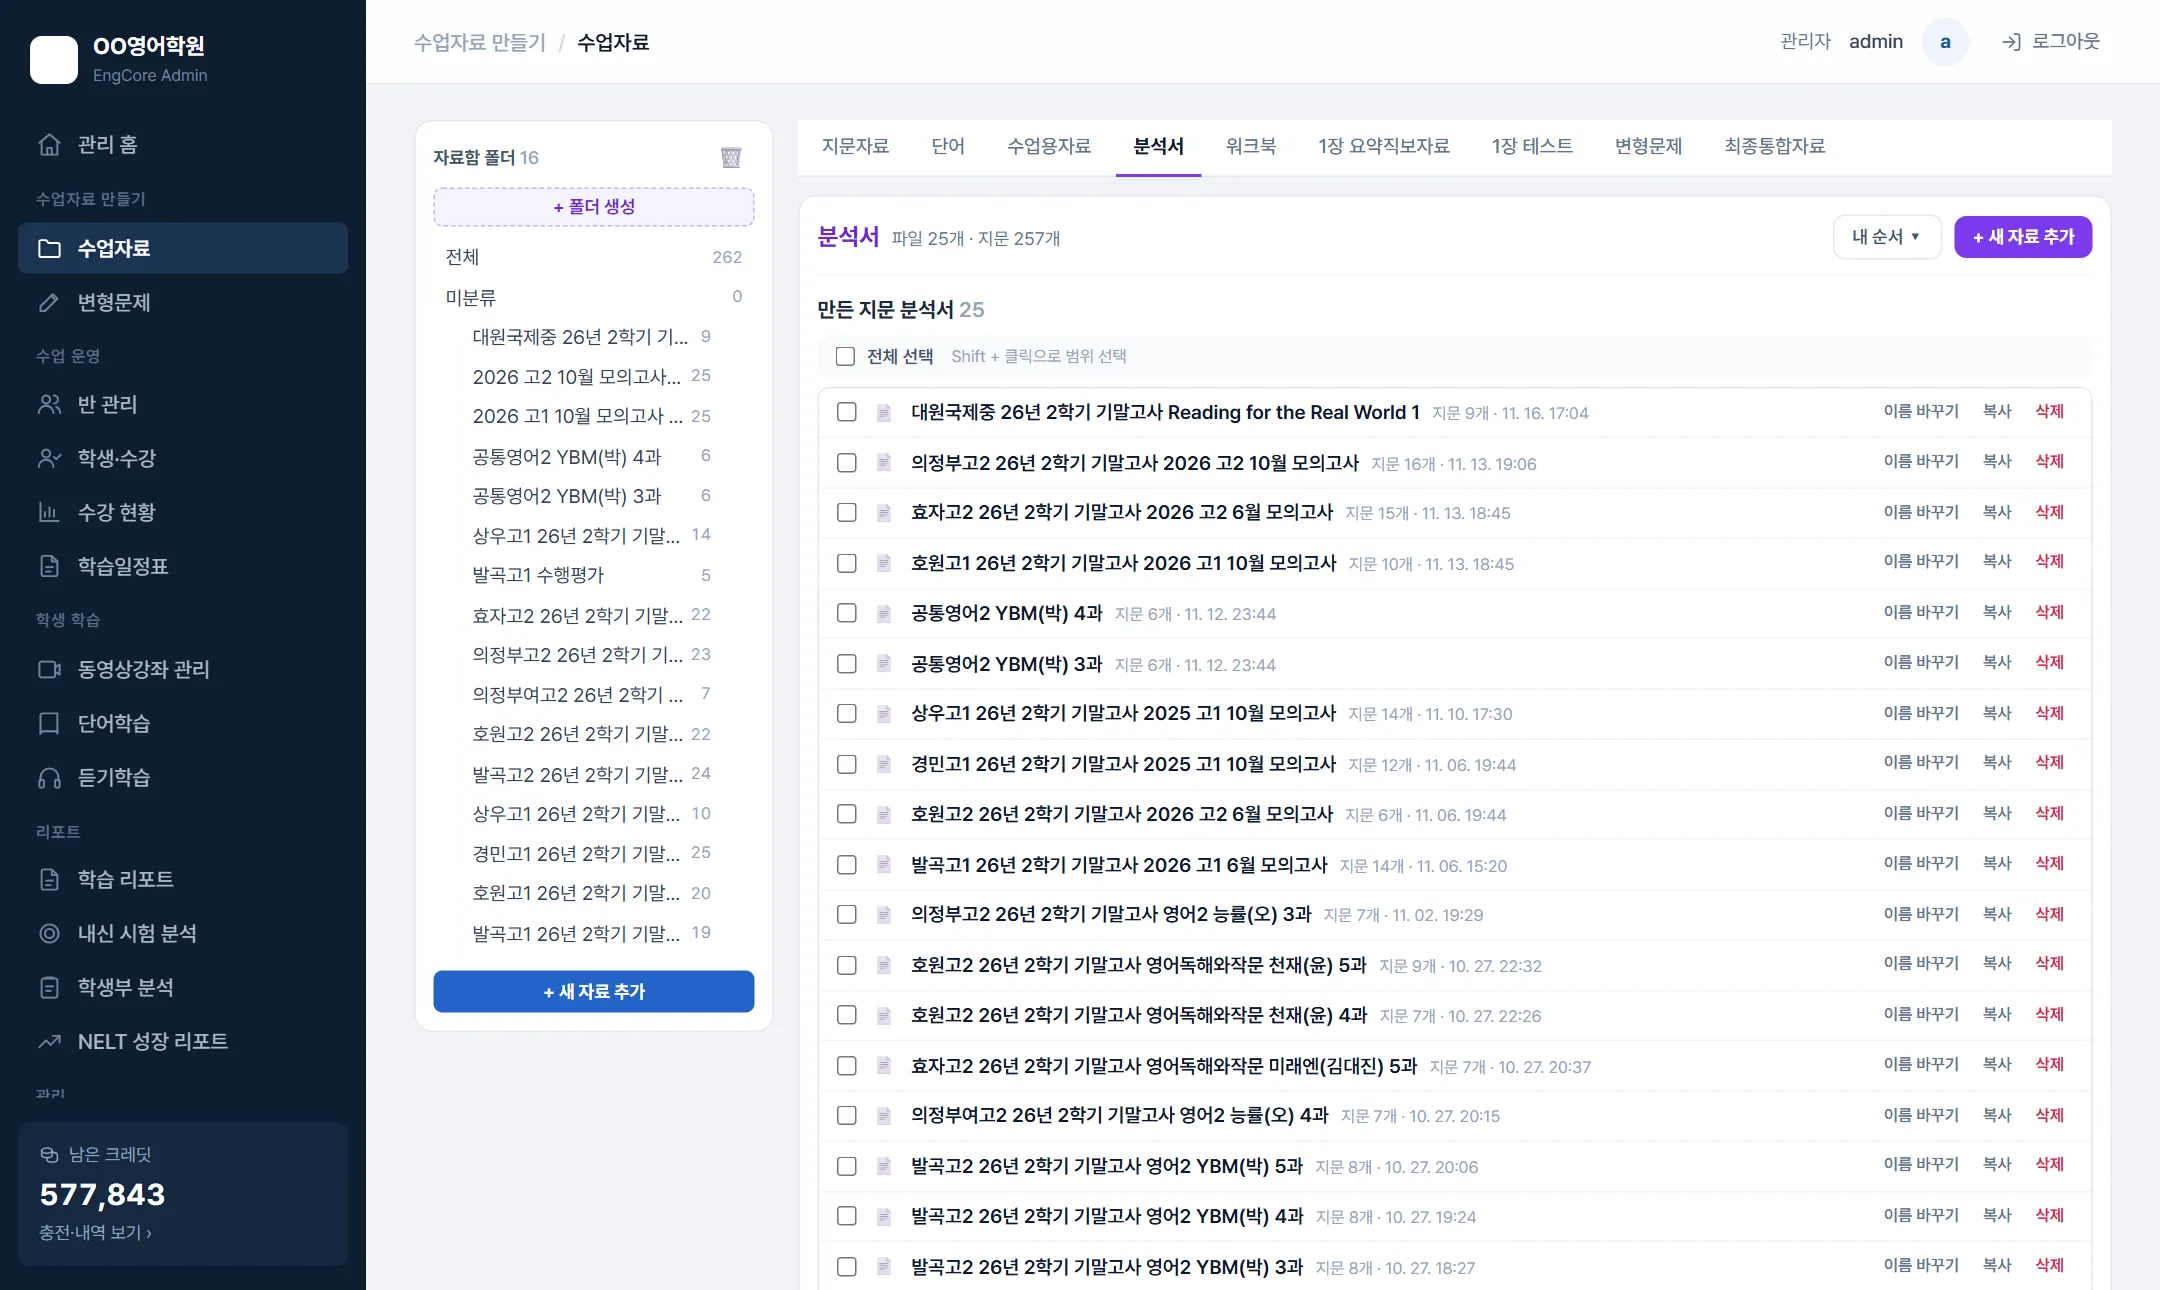 OO영어학원
EngCore Admin
관리 홈
수업자료 만들기
수업자료
변형문제
수업 운영
반 관리
학생·수강
수강 현황
학습일정표
학생 학습
동영상강좌 관리
단어학습
듣기학습
리포트
학습 리포트
내신 시험 분석
학생부 분석
NELT 성장 리포트
관리
남은 크레딧
577,843
충전·내역 보기 ›
수업자료 만들기 / 수업자료
관리자 admin a 로그아웃
자료함 폴더 16
+ 폴더 생성
전체 262
미분류 0
대원국제중 26년 2학기 기... 9
2026 고2 10월 모의고사... 25
2026 고1 10월 모의고사 ... 25
공통영어2 YBM(박) 4과 6
공통영어2 YBM(박) 3과 6
상우고1 26년 2학기 기말... 14
발곡고1 수행평가 5
효자고2 26년 2학기 기말... 22
의정부고2 26년 2학기 기... 23
의정부여고2 26년 2학기 ... 7
호원고2 26년 2학기 기말... 22
발곡고2 26년 2학기 기말... 24
상우고1 26년 2학기 기말... 10
경민고1 26년 2학기 기말... 25
호원고1 26년 2학기 기말... 20
발곡고1 26년 2학기 기말... 19
+ 새 자료 추가
지문자료 단어 수업용자료 분석서 워크북 1장 요약직보자료 1장 테스트 변형문제 최종통합자료
분석서 파일 25개 · 지문 257개
내 순서 ▼
+ 새 자료 추가
만든 지문 분석서 25
전체 선택 Shift + 클릭으로 범위 선택
대원국제중 26년 2학기 기말고사 Reading for the Real World 1 지문 9개 · 11. 16. 17:04 이름 바꾸기 복사 삭제
의정부고2 26년 2학기 기말고사 2026 고2 10월 모의고사 지문 16개 · 11. 13. 19:06 이름 바꾸기 복사 삭제
효자고2 26년 2학기 기말고사 2026 고2 6월 모의고사 지문 15개 · 11. 13. 18:45 이름 바꾸기 복사 삭제
호원고1 26년 2학기 기말고사 2026 고1 10월 모의고사 지문 10개 · 11. 13. 18:45 이름 바꾸기 복사 삭제
공통영어2 YBM(박) 4과 지문 6개 · 11. 12. 23:44 이름 바꾸기 복사 삭제
공통영어2 YBM(박) 3과 지문 6개 · 11. 12. 23:44 이름 바꾸기 복사 삭제
상우고1 26년 2학기 기말고사 2025 고1 10월 모의고사 지문 14개 · 11. 10. 17:30 이름 바꾸기 복사 삭제
경민고1 26년 2학기 기말고사 2025 고1 10월 모의고사 지문 12개 · 11. 06. 19:44 이름 바꾸기 복사 삭제
호원고2 26년 2학기 기말고사 2026 고2 6월 모의고사 지문 6개 · 11. 06. 19:44 이름 바꾸기 복사 삭제
발곡고1 26년 2학기 기말고사 2026 고1 6월 모의고사 지문 14개 · 11. 06. 15:20 이름 바꾸기 복사 삭제
의정부고2 26년 2학기 기말고사 영어2 능률(오) 3과 지문 7개 · 11. 02. 19:29 이름 바꾸기 복사 삭제
호원고2 26년 2학기 기말고사 영어독해와작문 천재(윤) 5과 지문 9개 · 10. 27. 22:32 이름 바꾸기 복사 삭제
호원고2 26년 2학기 기말고사 영어독해와작문 천재(윤) 4과 지문 7개 · 10. 27. 22:26 이름 바꾸기 복사 삭제
효자고2 26년 2학기 기말고사 영어독해와작문 미래엔(김대진) 5과 지문 7개 · 10. 27. 20:37 이름 바꾸기 복사 삭제
의정부여고2 26년 2학기 기말고사 영어2 능률(오) 4과 지문 7개 · 10. 27. 20:15 이름 바꾸기 복사 삭제
발곡고2 26년 2학기 기말고사 영어2 YBM(박) 5과 지문 8개 · 10. 27. 20:06 이름 바꾸기 복사 삭제
발곡고2 26년 2학기 기말고사 영어2 YBM(박) 4과 지문 8개 · 10. 27. 19:24 이름 바꾸기 복사 삭제
발곡고2 26년 2학기 기말고사 영어2 YBM(박) 3과 지문 8개 · 10. 27. 18:27 이름 바꾸기 복사 삭제